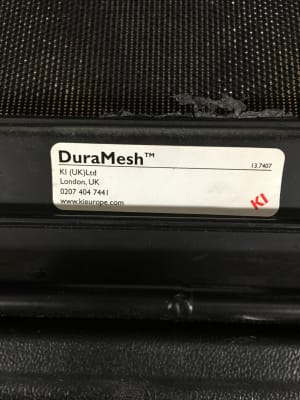 DuraMesh™
13.7407
KI (UK)Ltd
London, UK
0207 404 7441
www.kieurope.com
KI